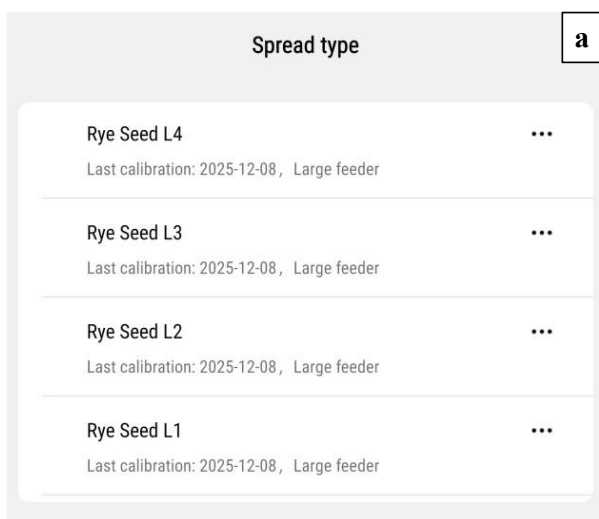 Spread type
a
Rye Seed L4
Last calibration: 2025-12-08, Large feeder
Rye Seed L3
Last calibration: 2025-12-08, Large feeder
Rye Seed L2
Last calibration: 2025-12-08, Large feeder
Rye Seed L1
Last calibration: 2025-12-08, Large feeder